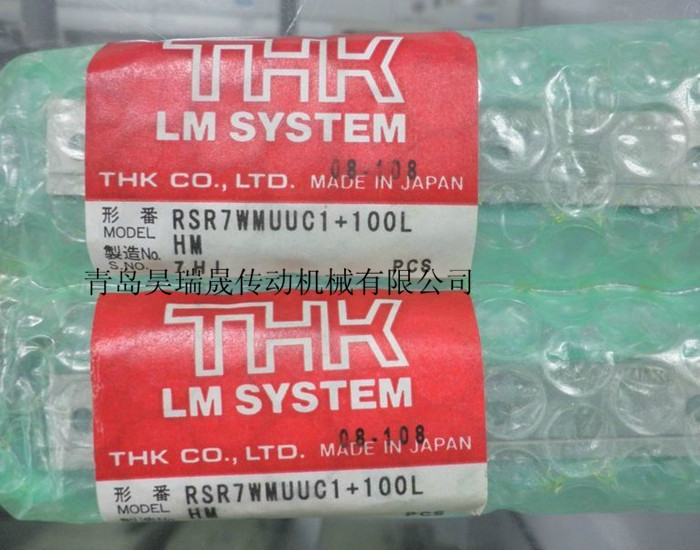 THK
LM SYSTEM
08-108
THK CO., LTD. MADE IN JAPAN
形番 MODEL RSR7WMUUC1+100L
HM
製造No.
S.NO. PCS
青岛昊瑞晟传动机械有限公司
THK
LM SYSTEM
08-108
THK CO., LTD. MADE IN JAPAN
形番 MODEL RSR7WMUUC1+100L
HM
PCS